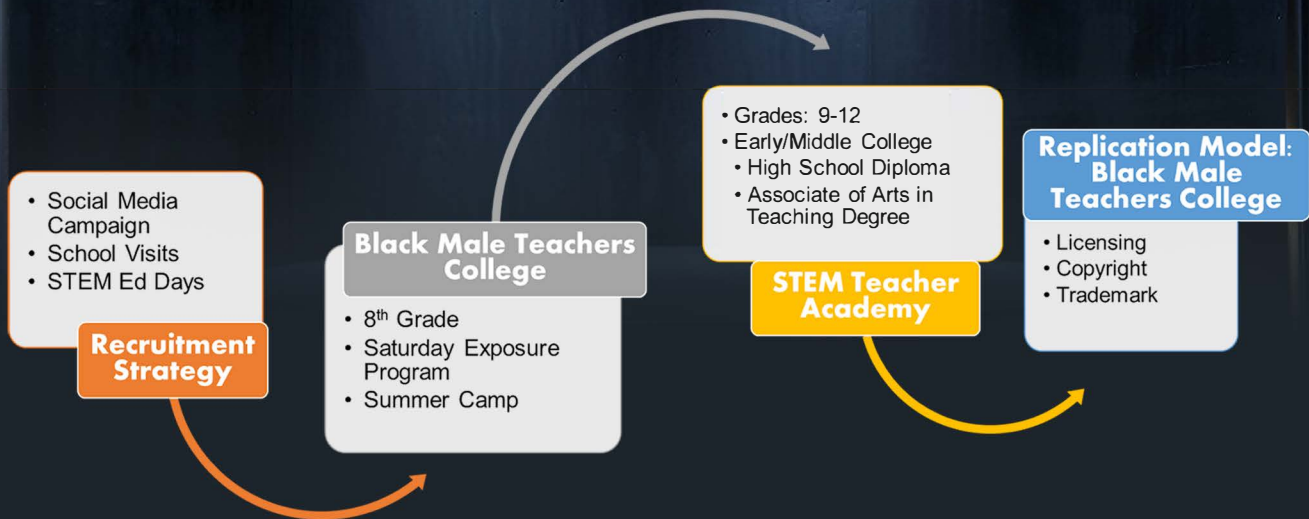 • Social Media
Campaign
• School Visits
• STEM Ed Days
Recruitment
Strategy
Black Male Teachers
College
• 8th Grade
• Saturday Exposure
Program
• Summer Camp
• Grades: 9-12
• Early/Middle College
• High School Diploma
• Associate of Arts in
Teaching Degree
STEM Teacher
Academy
Replication Model:
Black Male
Teachers College
• Licensing
• Copyright
• Trademark